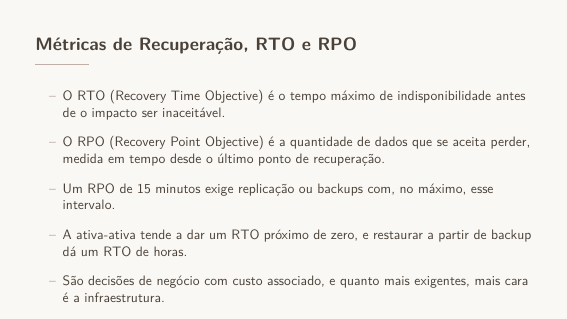 Métricas de Recuperação, RTO e RPO
– O RTO (Recovery Time Objective) é o tempo máximo de indisponibilidade antes
de o impacto ser inaceitável.
– O RPO (Recovery Point Objective) é a quantidade de dados que se aceita perder,
medida em tempo desde o último ponto de recuperação.
– Um RPO de 15 minutos exige replicação ou backups com, no máximo, esse
intervalo.
– A ativa-ativa tende a dar um RTO próximo de zero, e restaurar a partir de backup
dá um RTO de horas.
– São decisões de negócio com custo associado, e quanto mais exigentes, mais cara
é a infraestrutura.